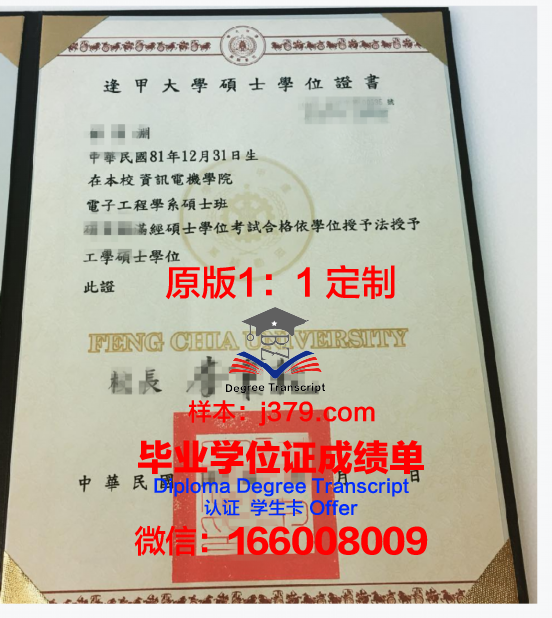 逢甲大學碩士學位證書
號
中華民國81年12月31日生
在本校 資訊電機學院
電子工程學系碩士班
經碩士學位考試合格依學位授予法授予
工學碩士學位
此證
原版1：1 定制
FENG CHIA UNIVERSITY
長
Degree Transcript
样本：j379.com
毕业学位证成绩单
中華民國 月 日
Diploma Degree Transcript
认证 学生卡 Offer
微信：166008009